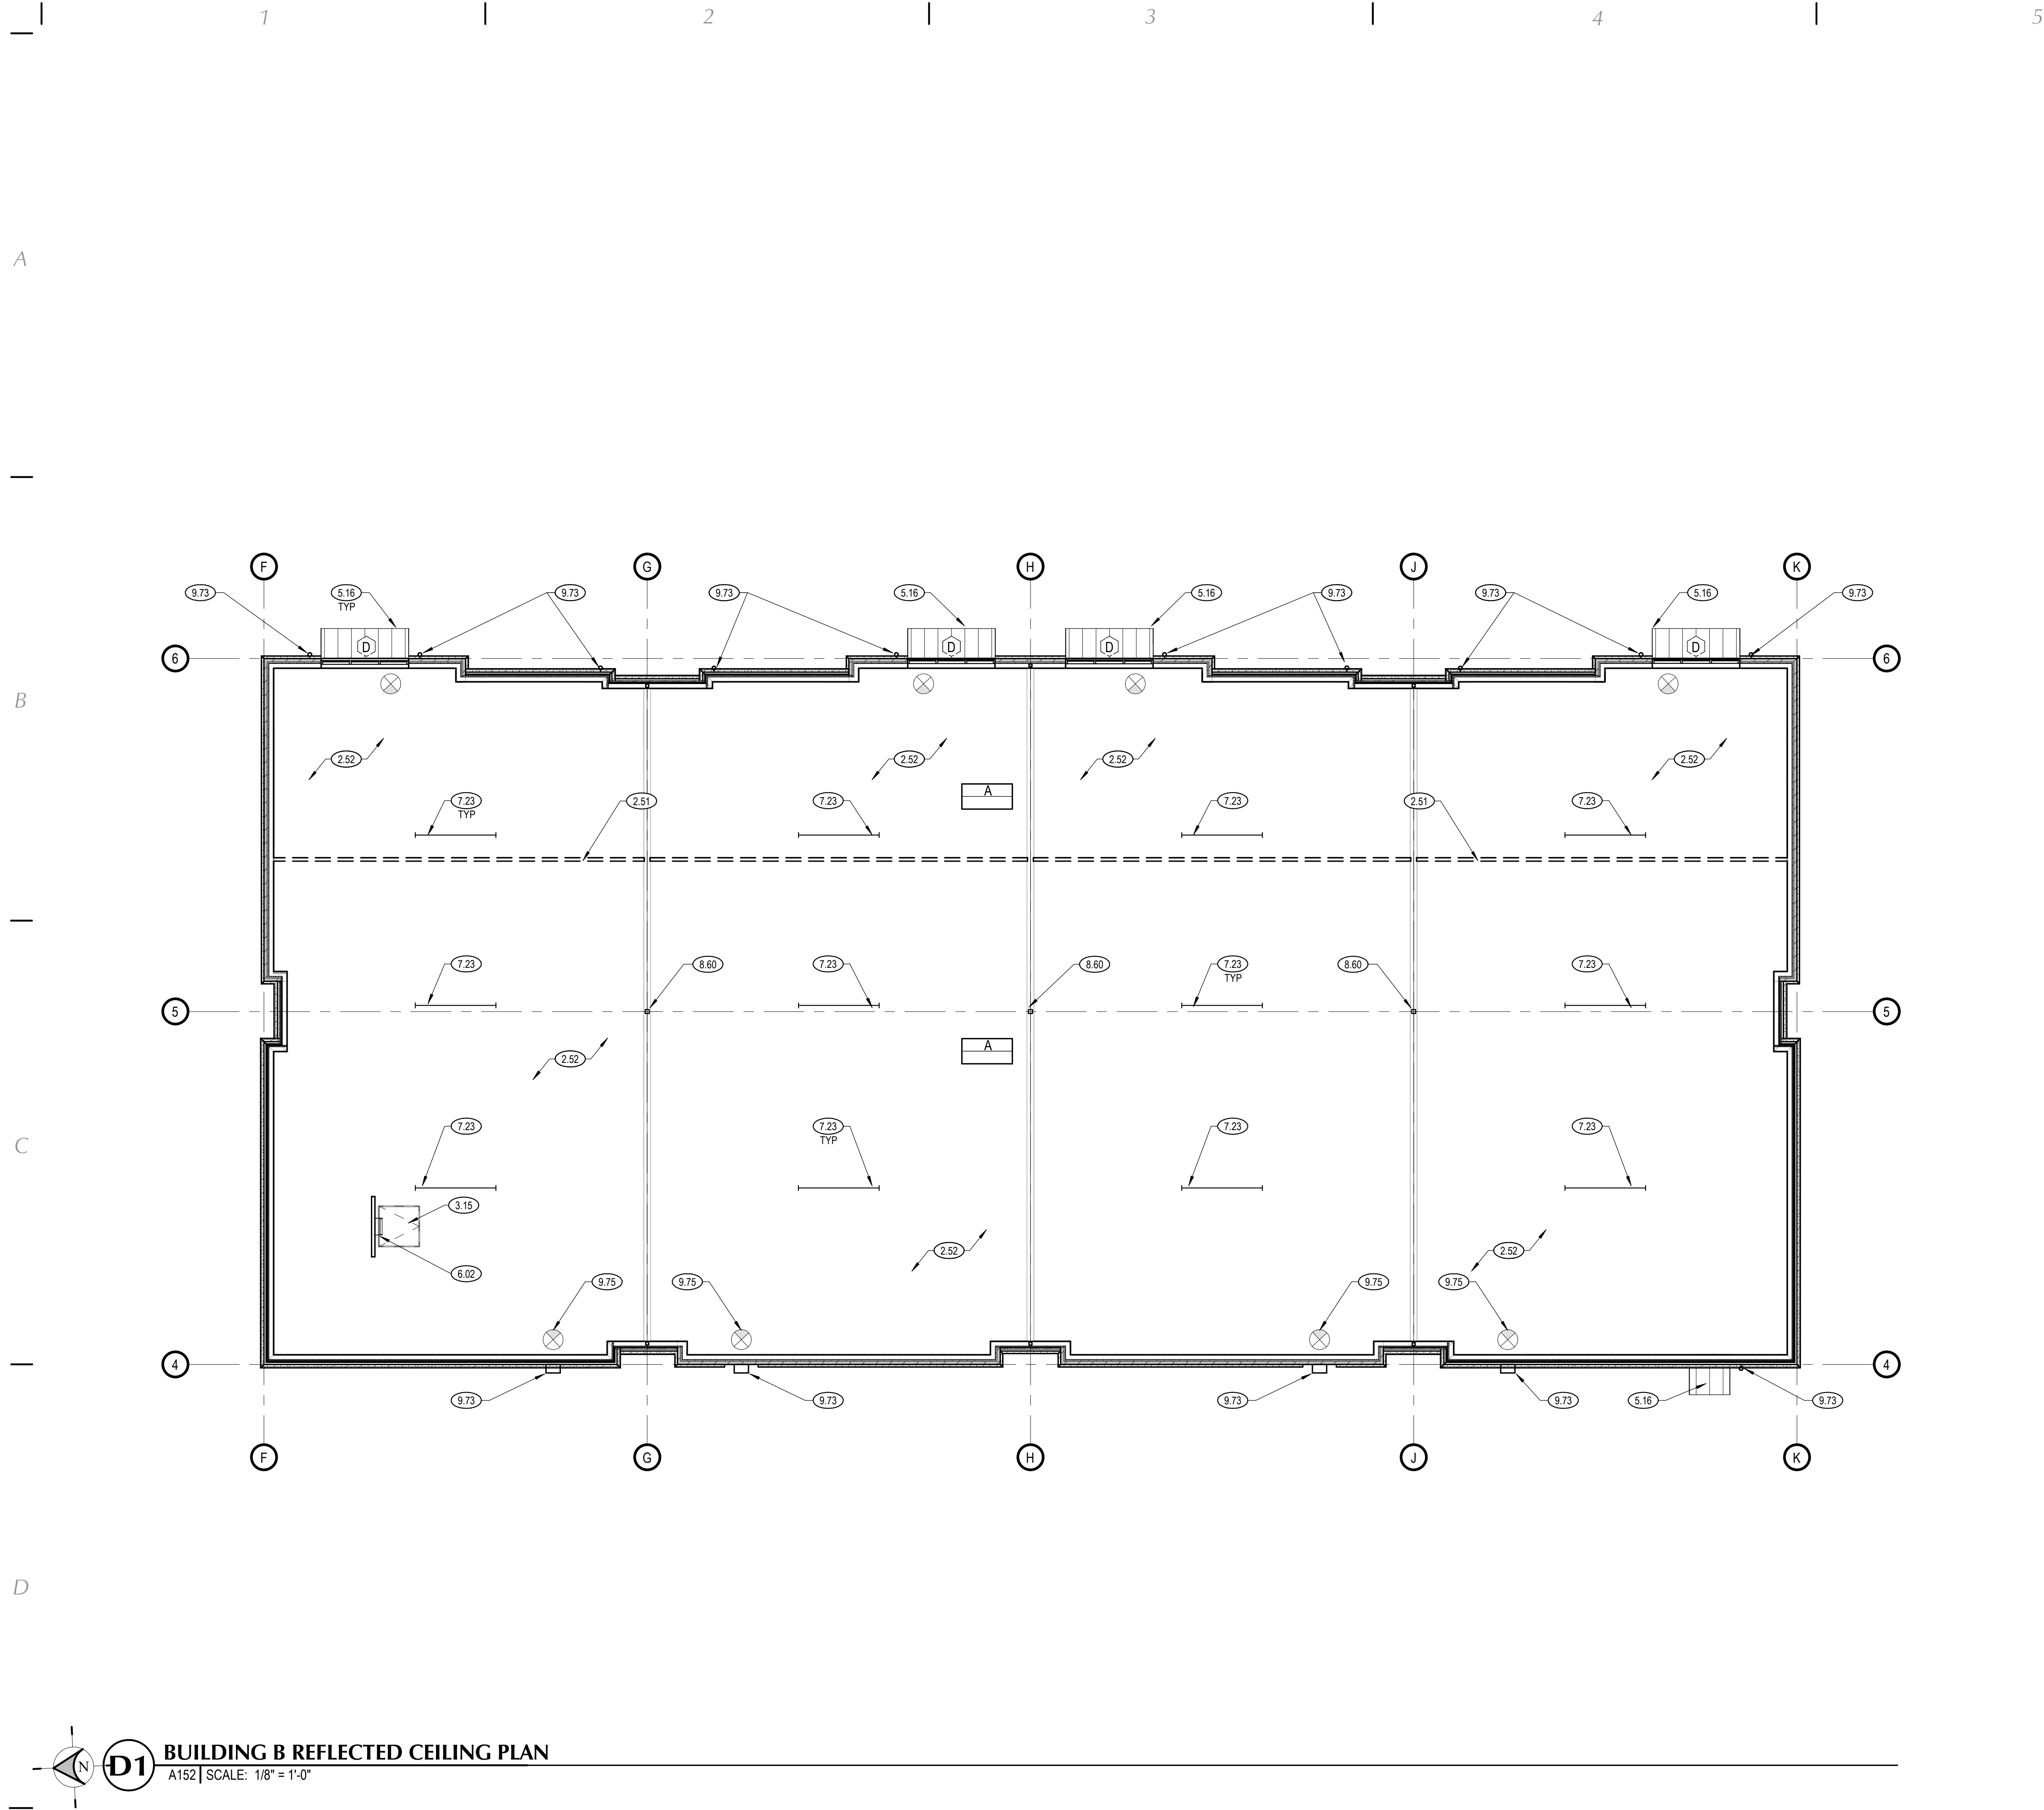 1 2 3 4 5
A
F G H J K
9.73 5.16 9.73 9.73 5.16 5.16 9.73 9.73 5.16 9.73
TYP
D D D D
6 6
B
2.52 2.52 2.52 2.52
A
7.23 2.51 7.23 7.23 2.51 7.23
TYP
7.23 8.60 7.23 8.60 7.23 8.60 7.23
TYP
5 5
A
2.52
7.23 7.23 7.23 7.23
TYP
C
3.15
2.52 2.52
6.02
9.75 9.75 9.75 9.75
4 4
9.73 9.73 9.73 9.73 5.16 9.73
F G H J K
D
N
D1
BUILDING B REFLECTED CEILING PLAN
A152 SCALE: 1/8" = 1'-0"